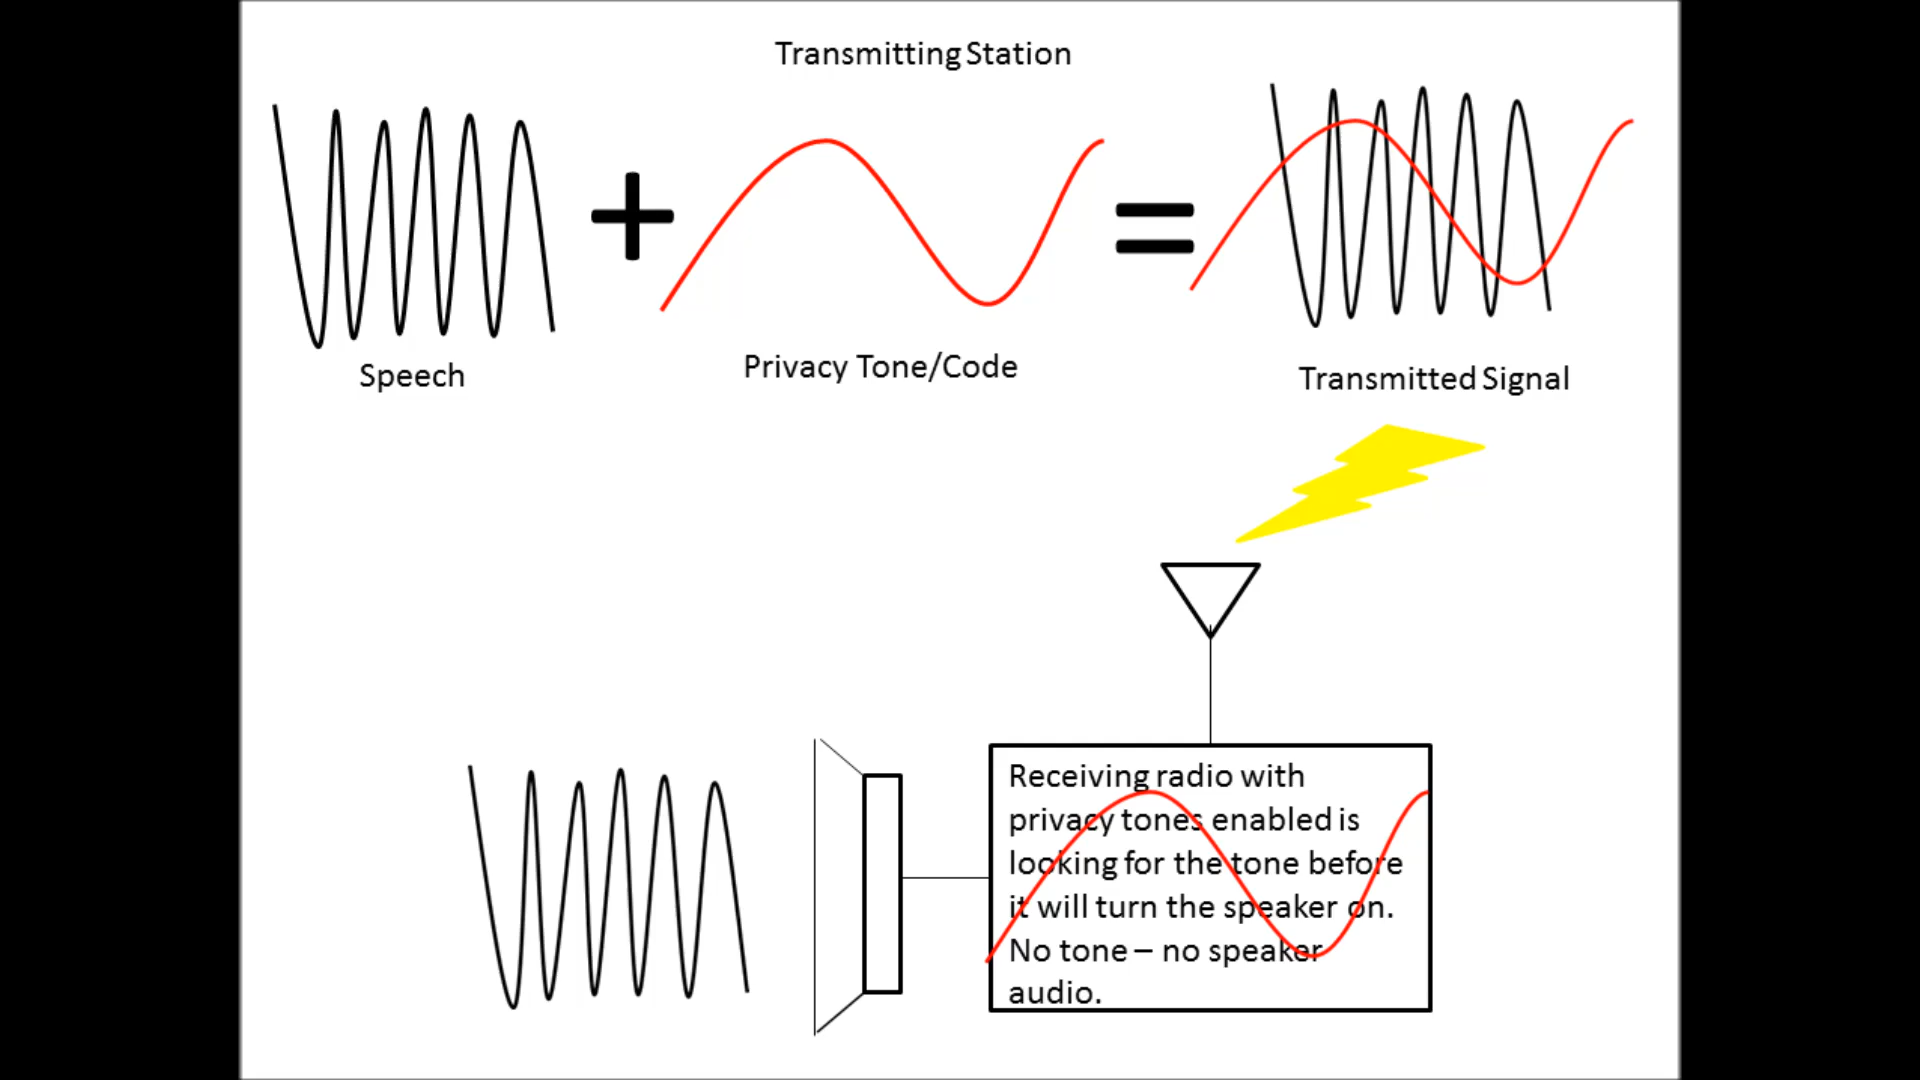 Transmitting Station
Speech
Privacy Tone/Code
Transmitted Signal
Receiving radio with
privacy tones enabled is
looking for the tone before
it will turn the speaker on.
No tone – no speaker
audio.